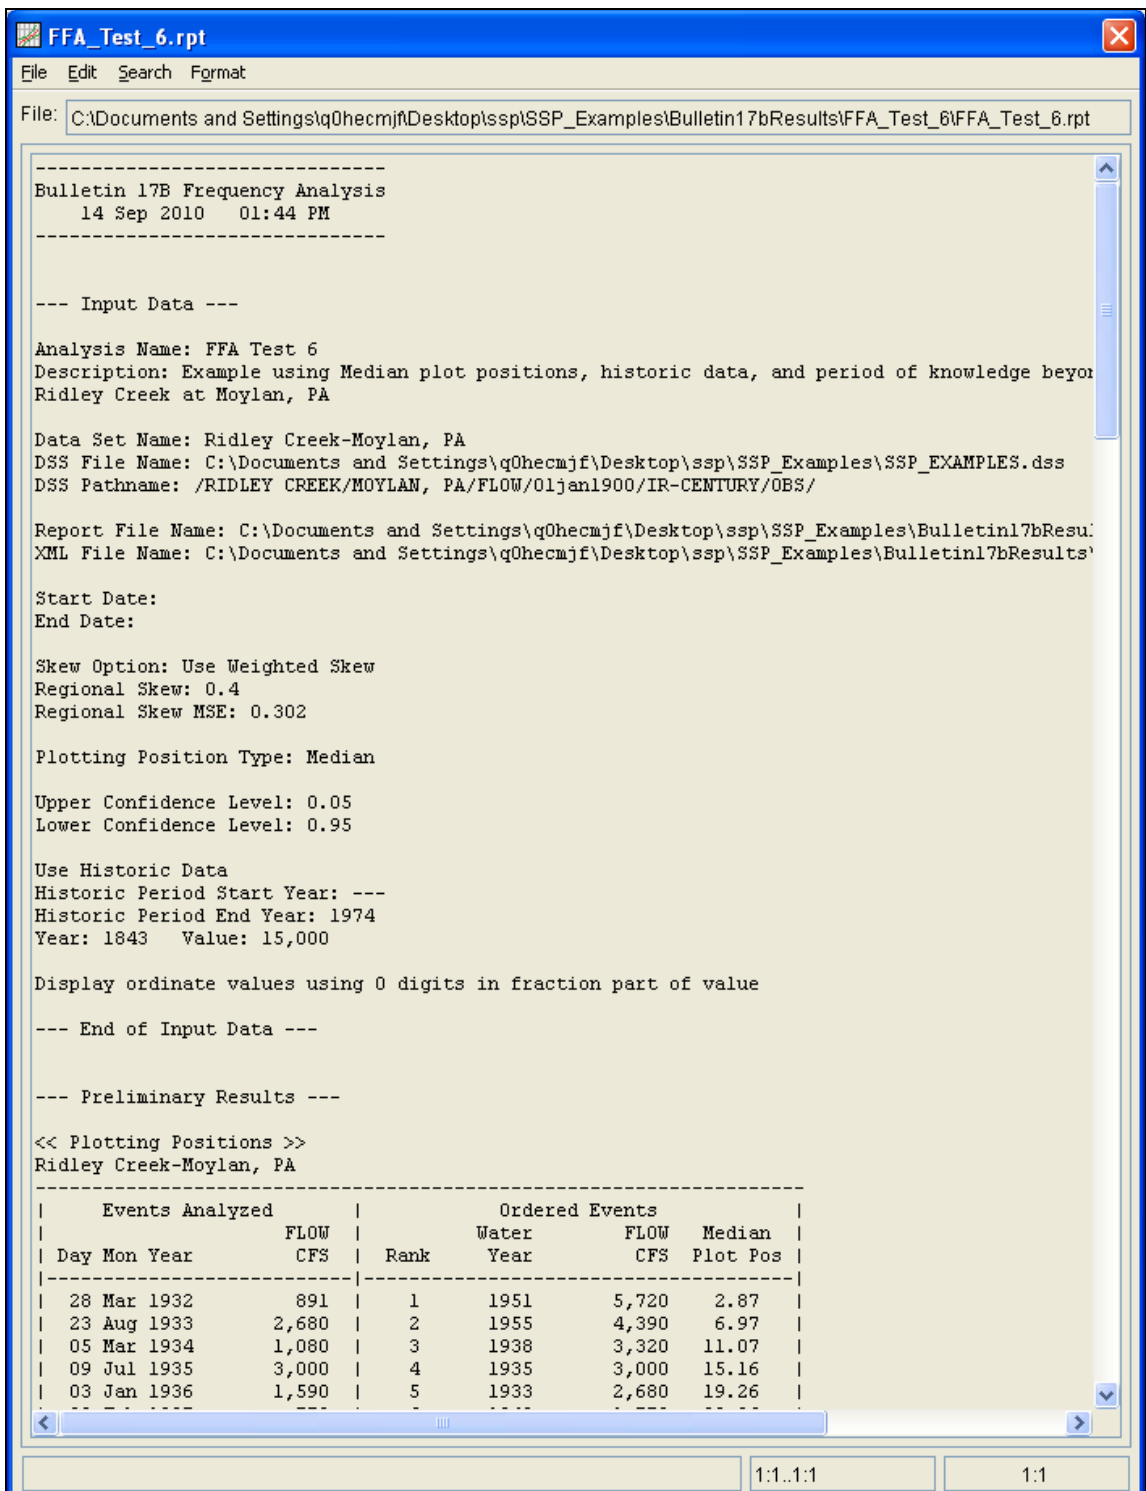 FFA_Test_6.rpt
File Edit Search Format
File: C:\Documents and Settings\q0hecmjf\Desktop\ssp\SSP_Examples\Bulletin17bResults\FFA_Test_6\FFA_Test_6.rpt
-------------------------------
Bulletin 17B Frequency Analysis
14 Sep 2010 01:44 PM
-------------------------------
--- Input Data ---
Analysis Name: FFA Test 6
Description: Example using Median plot positions, historic data, and period of knowledge beyo
Ridley Creek at Moylan, PA
Data Set Name: Ridley Creek-Moylan, PA
DSS File Name: C:\Documents and Settings\q0hecmjf\Desktop\ssp\SSP_Examples\SSP_EXAMPLES.dss
DSS Pathname: /RIDLEY CREEK/MOYLAN, PA/FLOW/01jan1900/IR-CENTURY/OBS/
Report File Name: C:\Documents and Settings\q0hecmjf\Desktop\ssp\SSP_Examples\Bulletin17bResu
XML File Name: C:\Documents and Settings\q0hecmjf\Desktop\ssp\SSP_Examples\Bulletin17bResults\
Start Date:
End Date:
Skew Option: Use Weighted Skew
Regional Skew: 0.4
Regional Skew MSE: 0.302
Plotting Position Type: Median
Upper Confidence Level: 0.05
Lower Confidence Level: 0.95
Use Historic Data
Historic Period Start Year: ---
Historic Period End Year: 1974
Year: 1843 Value: 15,000
Display ordinate values using 0 digits in fraction part of value
--- End of Input Data ---
--- Preliminary Results ---
<< Plotting Positions >>
Ridley Creek-Moylan, PA
----------------------------------------------------------------------
| Events Analyzed | Ordered Events |
| FLOW | Water FLOW Median |
| Day Mon Year CFS | Rank Year CFS Plot Pos |
|---------------------------|--------------------------------------|
| 28 Mar 1932 891 | 1 1951 5,720 2.87 |
| 23 Aug 1933 2,680 | 2 1955 4,390 6.97 |
| 05 Mar 1934 1,080 | 3 1938 3,320 11.07 |
| 09 Jul 1935 3,000 | 4 1935 3,000 15.16 |
| 03 Jan 1936 1,590 | 5 1933 2,680 19.26 |
1:1..1:1 1:1